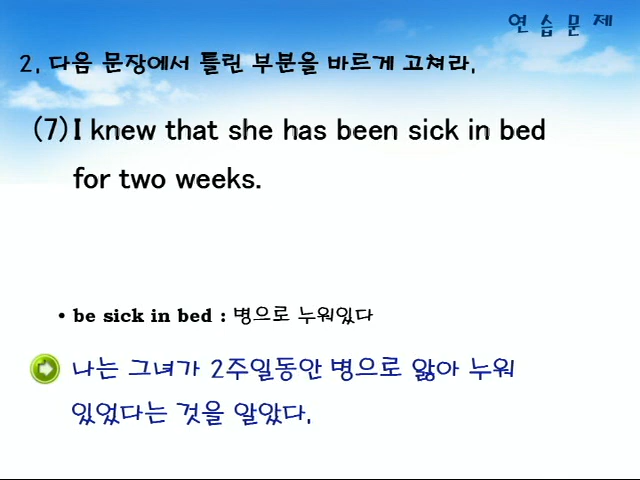 연습문제
2. 다음 문장에서 틀린 부분을 바르게 고쳐라.
(7) I knew that she has been sick in bed
for two weeks.
• be sick in bed : 병으로 누워있다
나는 그녀가 2주일동안 병으로 앓아 누워
있었다는 것을 알았다.